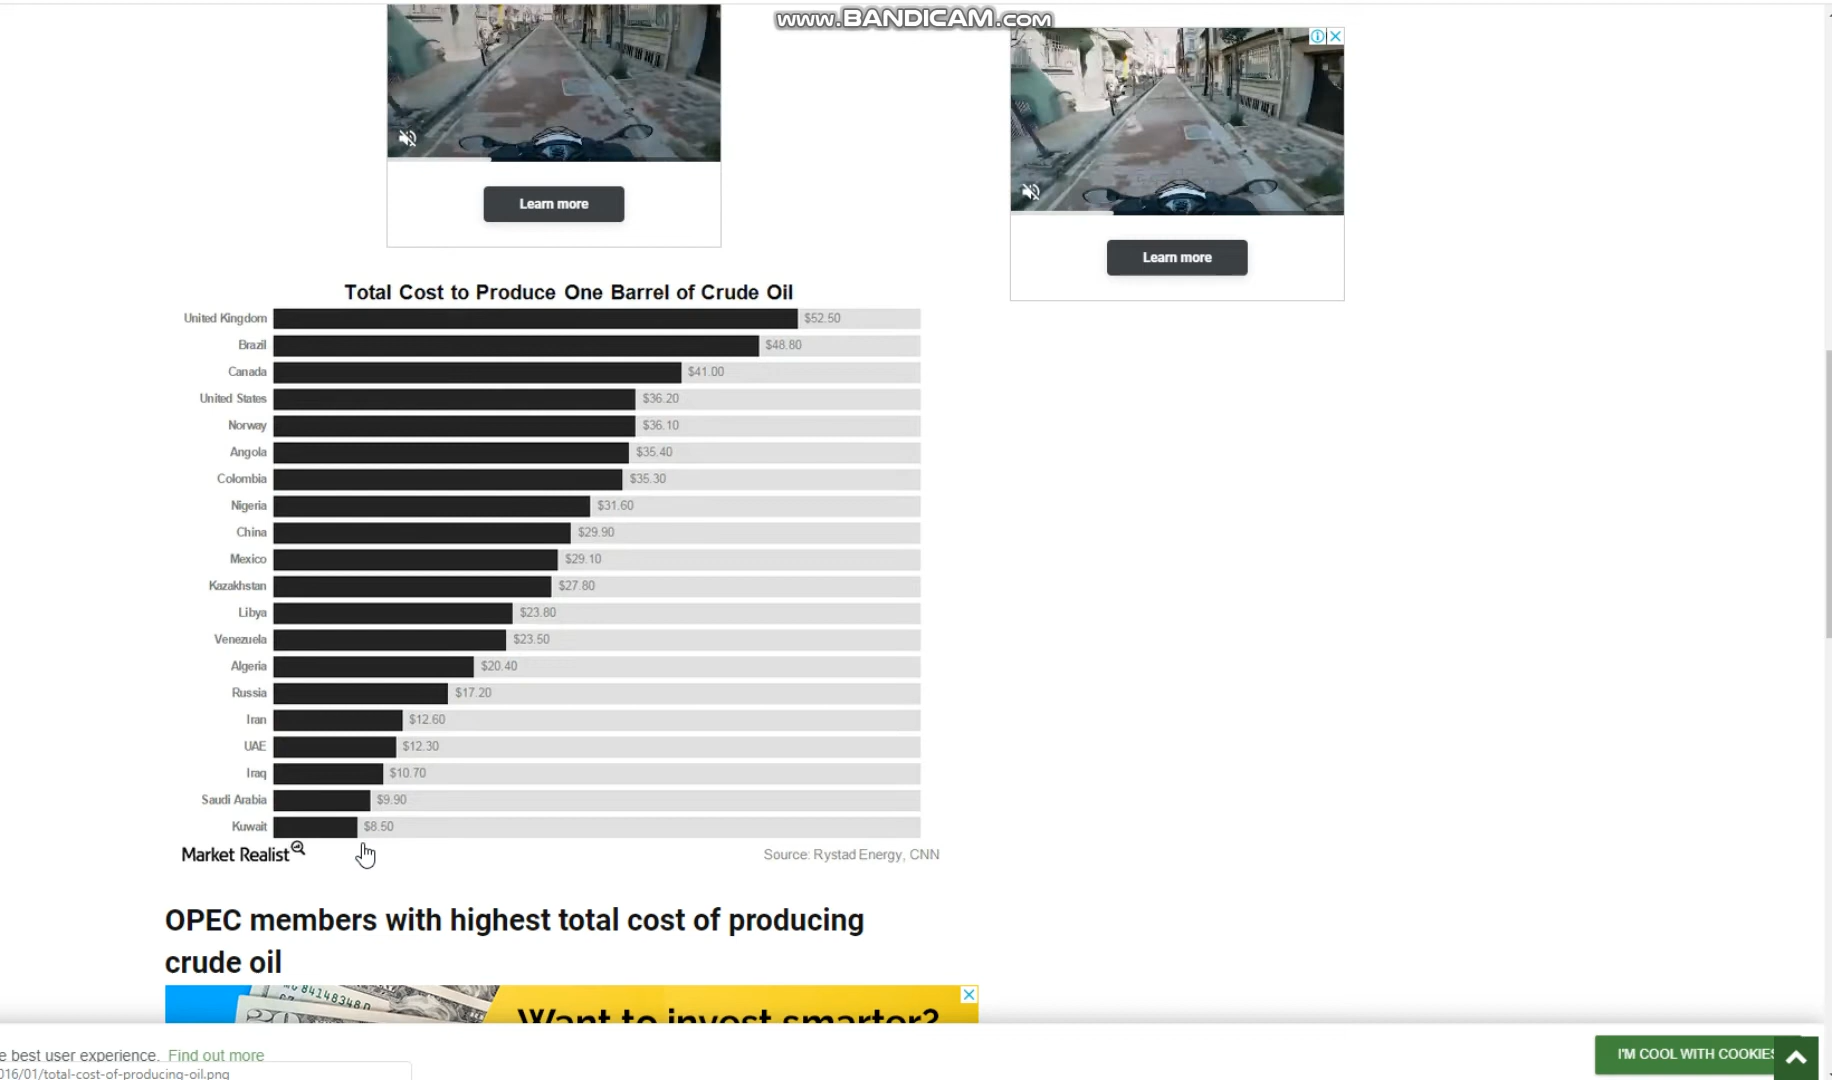 www.BANDICAM.com
Learn more
Learn more
Total Cost to Produce One Barrel of Crude Oil
United Kingdom $52.50
Brazil $48.80
Canada $41.00
United States $36.20
Norway $36.10
Angola $35.40
Colombia $35.30
Nigeria $31.60
China $29.90
Mexico $29.10
Kazakhstan $27.80
Libya $23.80
Venezuela $23.50
Algeria $20.40
Russia $17.20
Iran $12.60
UAE $12.30
Iraq $10.70
Saudi Arabia $9.90
Kuwait $8.50
Market Realist Source: Rystad Energy, CNN
OPEC members with highest total cost of producing
crude oil
Want to invest smarter?
e best user experience. Find out more
I'M COOL WITH COOKIES
016/01/total-cost-of-producing-oil.png